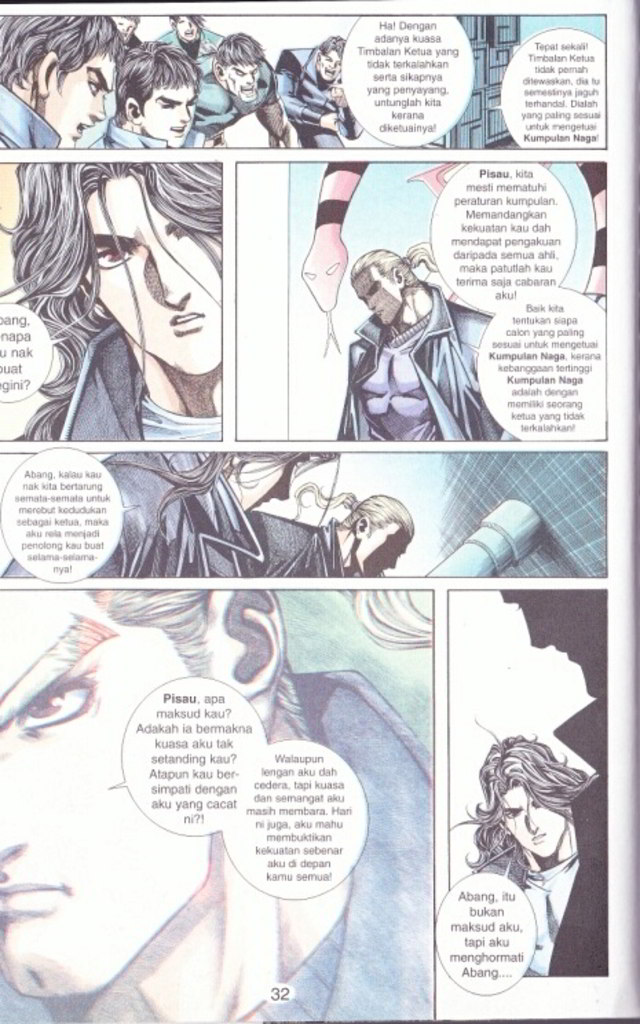 Ha! Dengan
adanya kuasa
Timbalan Ketua yang
tidak terkalahkan
serta sikapnya
yang penyayang,
untunglah kita
kerana
diketuainya!
Tepat sekali!
Timbalan Ketua
tidak pernah
ditewaskan, dia tu
semestinya jaguh
terhandal. Dialah
yang paling sesuai
untuk mengetuai
Kumpulan Naga!
bang,
enapa
u nak
buat
egini?
Pisau, kita
mesti mematuhi
peraturan kumpulan.
Memandangkan
kekuatan kau dah
mendapat pengakuan
daripada semua ahli,
maka patutlah kau
terima saja cabaran
aku!
Baik kita
tentukan siapa
calon yang paling
sesuai untuk mengetuai
Kumpulan Naga, kerana
kebanggaan tertinggi
Kumpulan Naga
adalah dengan
memiliki seorang
ketua yang tidak
terkalahkan!
Abang, kalau kau
nak kita bertarung
semata-semata untuk
merebut kedudukan
sebagai ketua, maka
aku rela menjadi
penolong kau buat
selama-selama-
nya!
Pisau, apa
maksud kau?
Adakah ia bermakna
kuasa aku tak
setanding kau?
Atapun kau ber-
simpati dengan
aku yang cacat
ni?!
Walaupun
lengan aku dah
cedera, tapi kuasa
dan semangat aku
masih membara. Hari
ni juga, aku mahu
membuktikan
kekuatan sebenar
aku di depan
kamu semua!
Abang, itu
bukan
maksud aku,
tapi aku
menghormati
Abang....
32